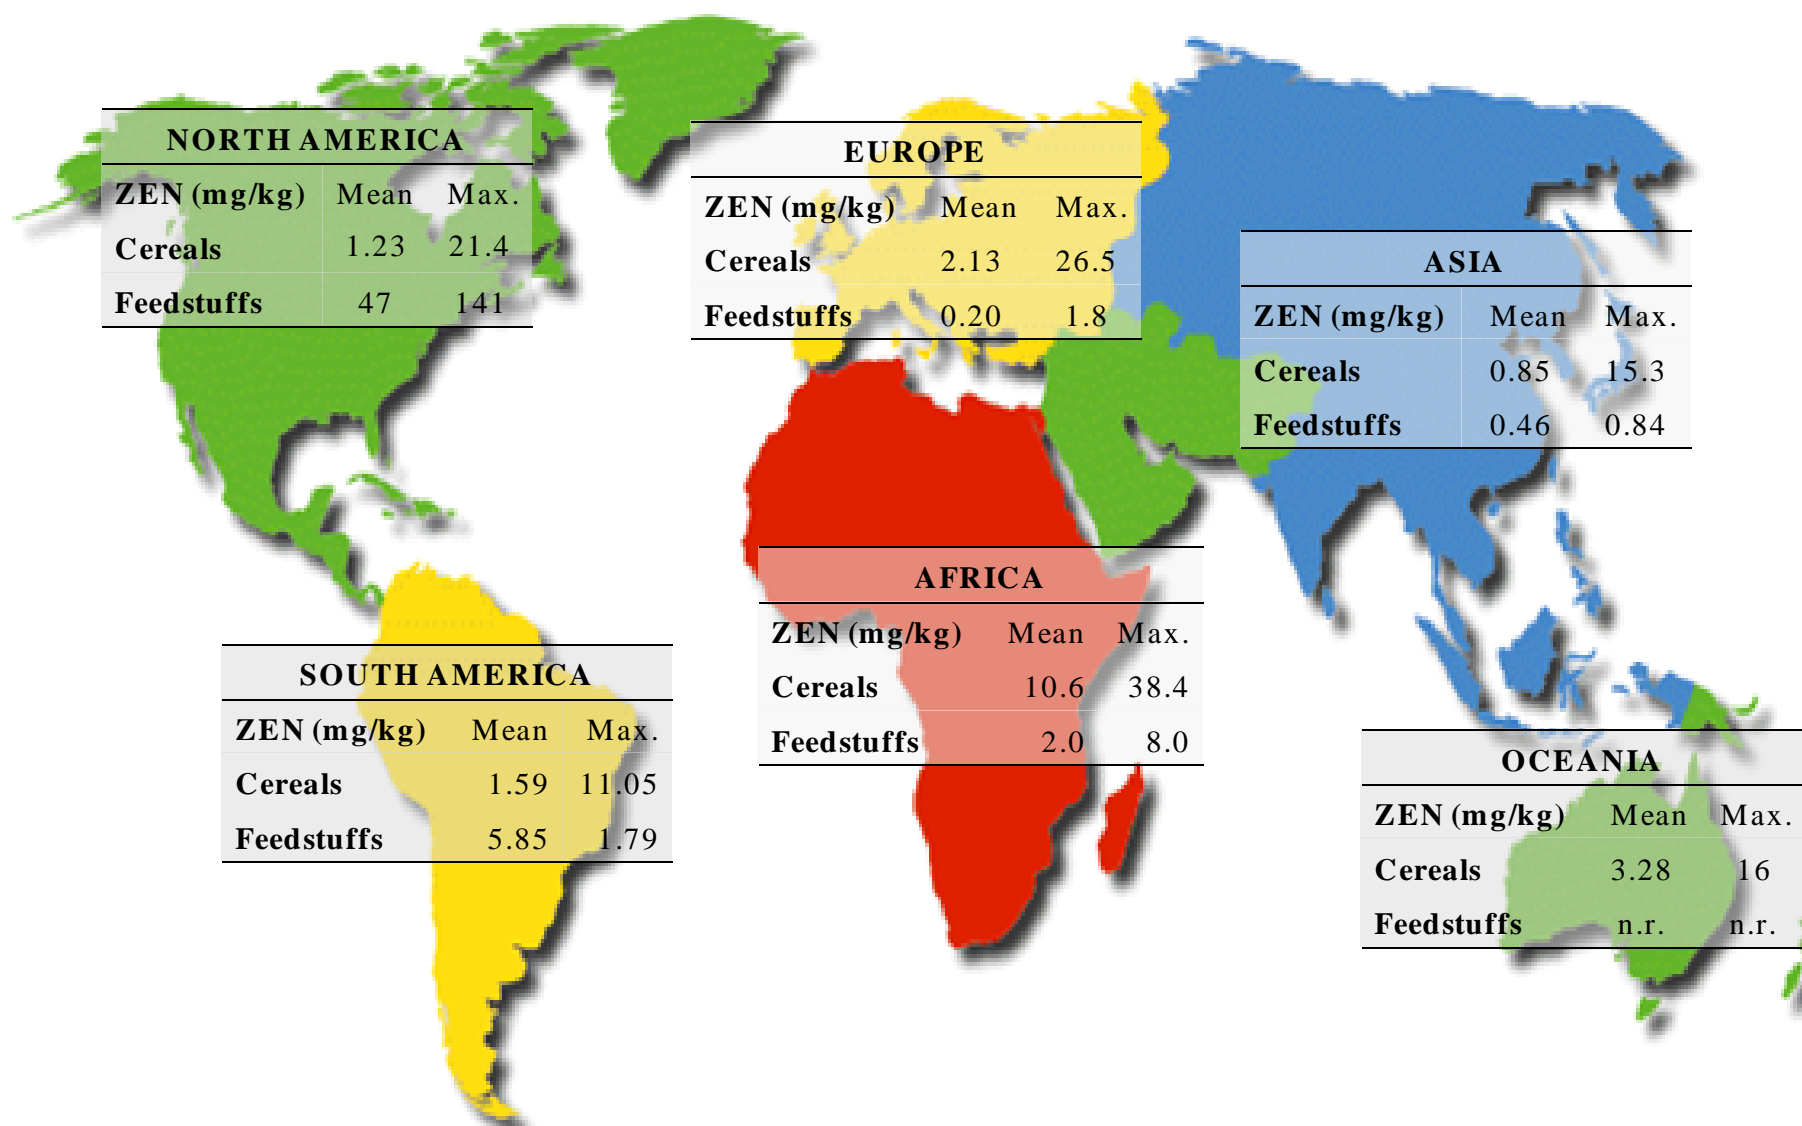 NORTH AMERICA
ZEN (mg/kg) Mean Max.
Cereals 1.23 21.4
Feedstuffs 47 141
EUROPE
ZEN (mg/kg) Mean Max.
Cereals 2.13 26.5
Feedstuffs 0.20 1.8
ASIA
ZEN (mg/kg) Mean Max.
Cereals 0.85 15.3
Feedstuffs 0.46 0.84
AFRICA
ZEN (mg/kg) Mean Max.
Cereals 10.6 38.4
Feedstuffs 2.0 8.0
SOUTH AMERICA
ZEN (mg/kg) Mean Max.
Cereals 1.59 11.05
Feedstuffs 5.85 1.79
OCEANIA
ZEN (mg/kg) Mean Max.
Cereals 3.28 16
Feedstuffs n.r. n.r.